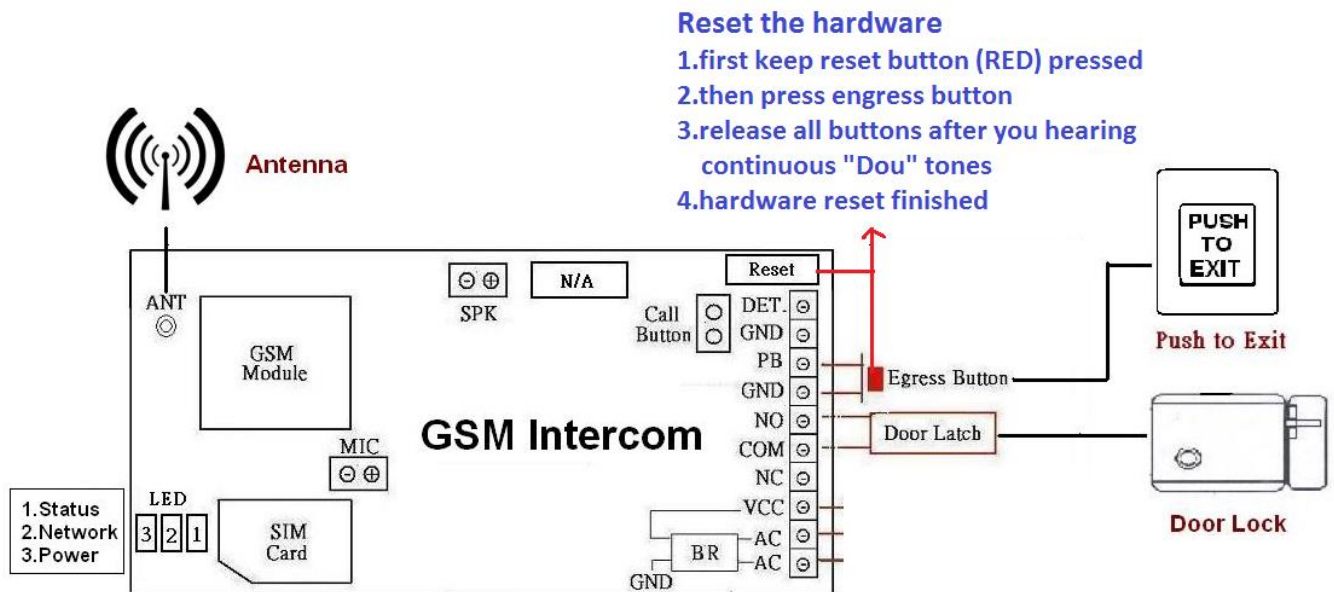 Reset the hardware
1.first keep reset button (RED) pressed
2.then press engress button
3.release all buttons after you hearing
continuous "Dou" tones
4.hardware reset finished
Antenna
PUSH
TO
EXIT
Push to Exit
ANT
SPK
N/A
Reset
Call
Button
DET.
GND
PB
GND
NO
COM
NC
VCC
AC
AC
Egress Button
Door Latch
Door Lock
GSM
Module
GSM Intercom
MIC
1.Status
2.Network
3.Power
LED
3 2 1
SIM
Card
BR
GND